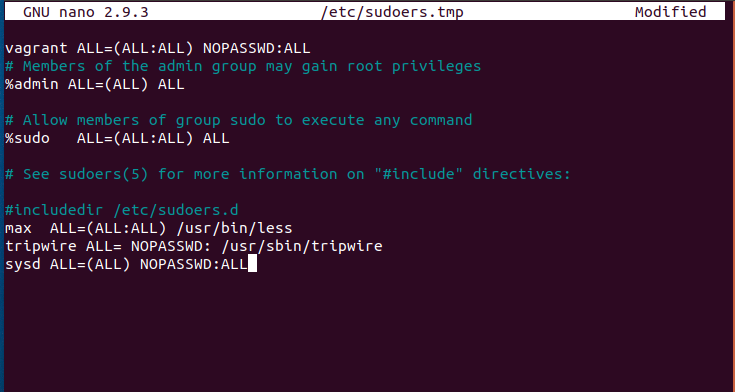 GNU nano 2.9.3 /etc/sudoers.tmp Modified
vagrant ALL=(ALL:ALL) NOPASSWD:ALL
# Members of the admin group may gain root privileges
%admin ALL=(ALL) ALL
# Allow members of group sudo to execute any command
%sudo   ALL=(ALL:ALL) ALL
# See sudoers(5) for more information on "#include" directives:
#includedir /etc/sudoers.d
max  ALL=(ALL:ALL) /usr/bin/less
tripwire ALL= NOPASSWD: /usr/sbin/tripwire
sysd ALL=(ALL) NOPASSWD:ALL